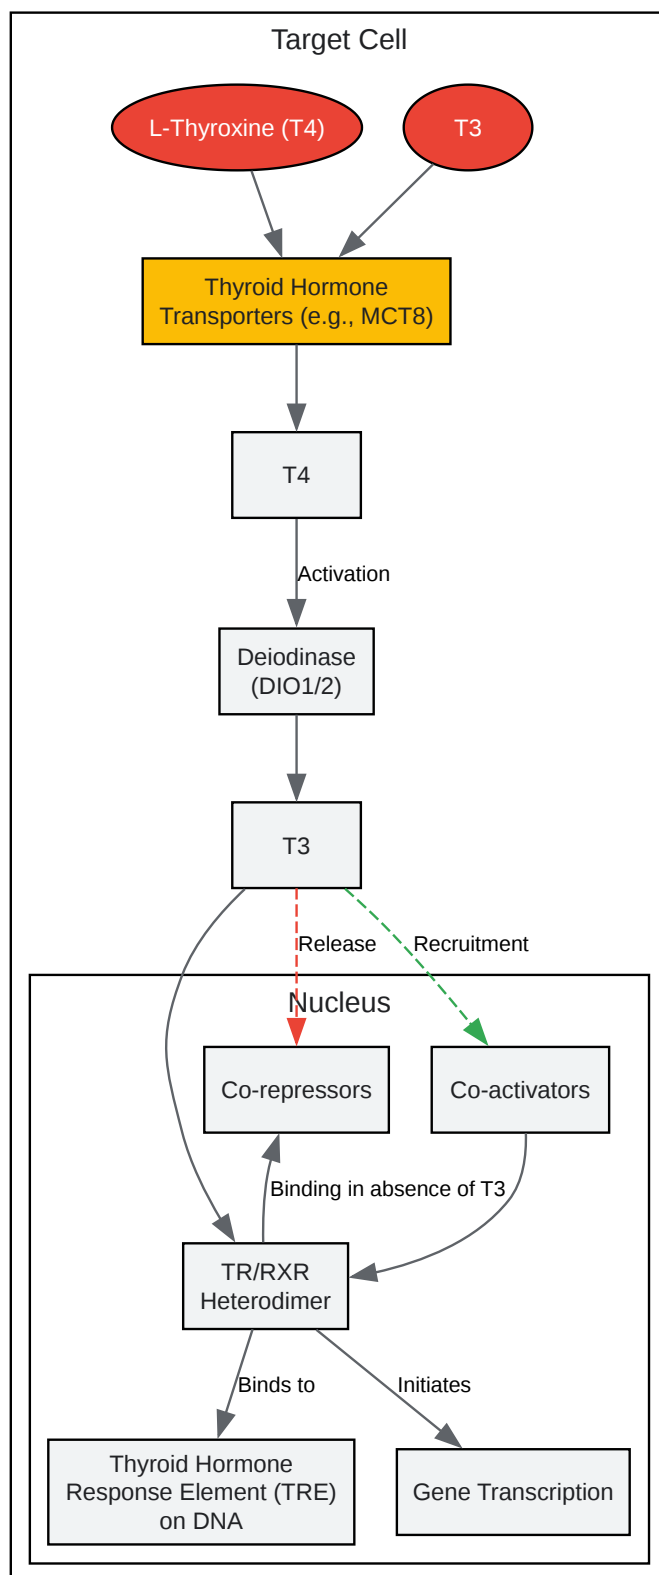 Target Cell
L-Thyroxine (T4)
T3
Thyroid Hormone
Transporters (e.g., MCT8)
T4
Activation
Deiodinase
(DIO1/2)
T3
Release
Recruitment
Nucleus
Co-repressors
Co-activators
Binding in absence of T3
TR/RXR
Heterodimer
Binds to
Initiates
Thyroid Hormone
Response Element (TRE)
on DNA
Gene Transcription